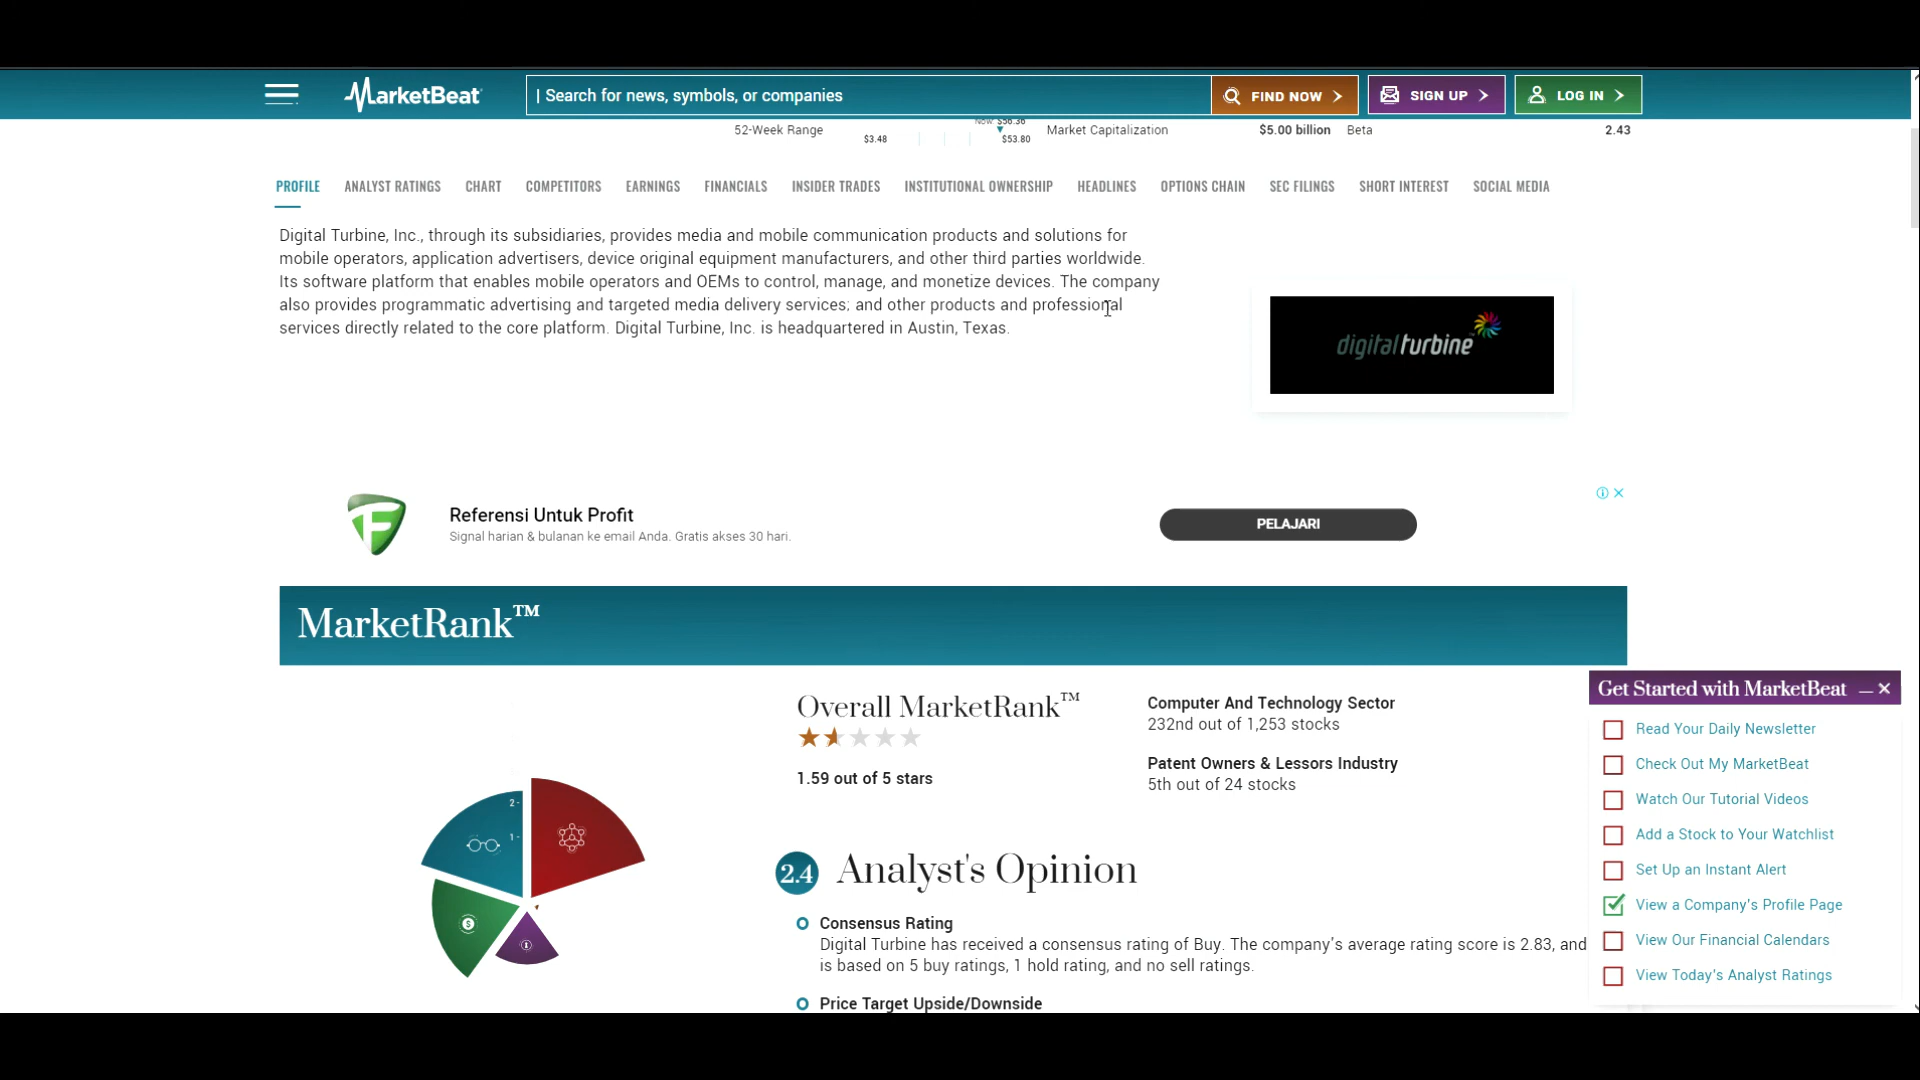 MarketBeat
Search for news, symbols, or companies
FIND NOW
SIGN UP
LOG IN
52-Week Range
$3.48
Now: $56.36
$53.80
Market Capitalization
$5.00 billion
Beta
2.43
PROFILE
ANALYST RATINGS
CHART
COMPETITORS
EARNINGS
FINANCIALS
INSIDER TRADES
INSTITUTIONAL OWNERSHIP
HEADLINES
OPTIONS CHAIN
SEC FILINGS
SHORT INTEREST
SOCIAL MEDIA
Digital Turbine, Inc., through its subsidiaries, provides media and mobile communication products and solutions for
mobile operators, application advertisers, device original equipment manufacturers, and other third parties worldwide.
Its software platform that enables mobile operators and OEMs to control, manage, and monetize devices. The company
also provides programmatic advertising and targeted media delivery services; and other products and professional
services directly related to the core platform. Digital Turbine, Inc. is headquartered in Austin, Texas.
digital turbine
Referensi Untuk Profit
Signal harian & bulanan ke email Anda. Gratis akses 30 hari.
PELAJARI
MarketRank™
Overall MarketRank™
1.59 out of 5 stars
Computer And Technology Sector
232nd out of 1,253 stocks
Patent Owners & Lessors Industry
5th out of 24 stocks
2 -
1 -
2.4 Analyst's Opinion
Consensus Rating
Digital Turbine has received a consensus rating of Buy. The company's average rating score is 2.83, and
is based on 5 buy ratings, 1 hold rating, and no sell ratings.
Price Target Upside/Downside
Get Started with MarketBeat
Read Your Daily Newsletter
Check Out My MarketBeat
Watch Our Tutorial Videos
Add a Stock to Your Watchlist
Set Up an Instant Alert
View a Company's Profile Page
View Our Financial Calendars
View Today's Analyst Ratings